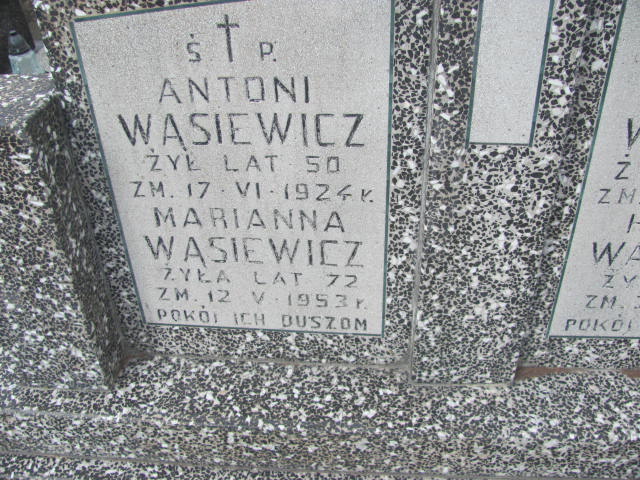 Ś † P.
ANTONI
WĄSIEWICZ
ŻYŁ LAT 50
ZM. 17 · VI · 1924 R.
MARIANNA
WĄSIEWICZ
ŻYŁA LAT 72
ZM. 12 V · 1953 r.
POKÓJ ICH DUSZOM